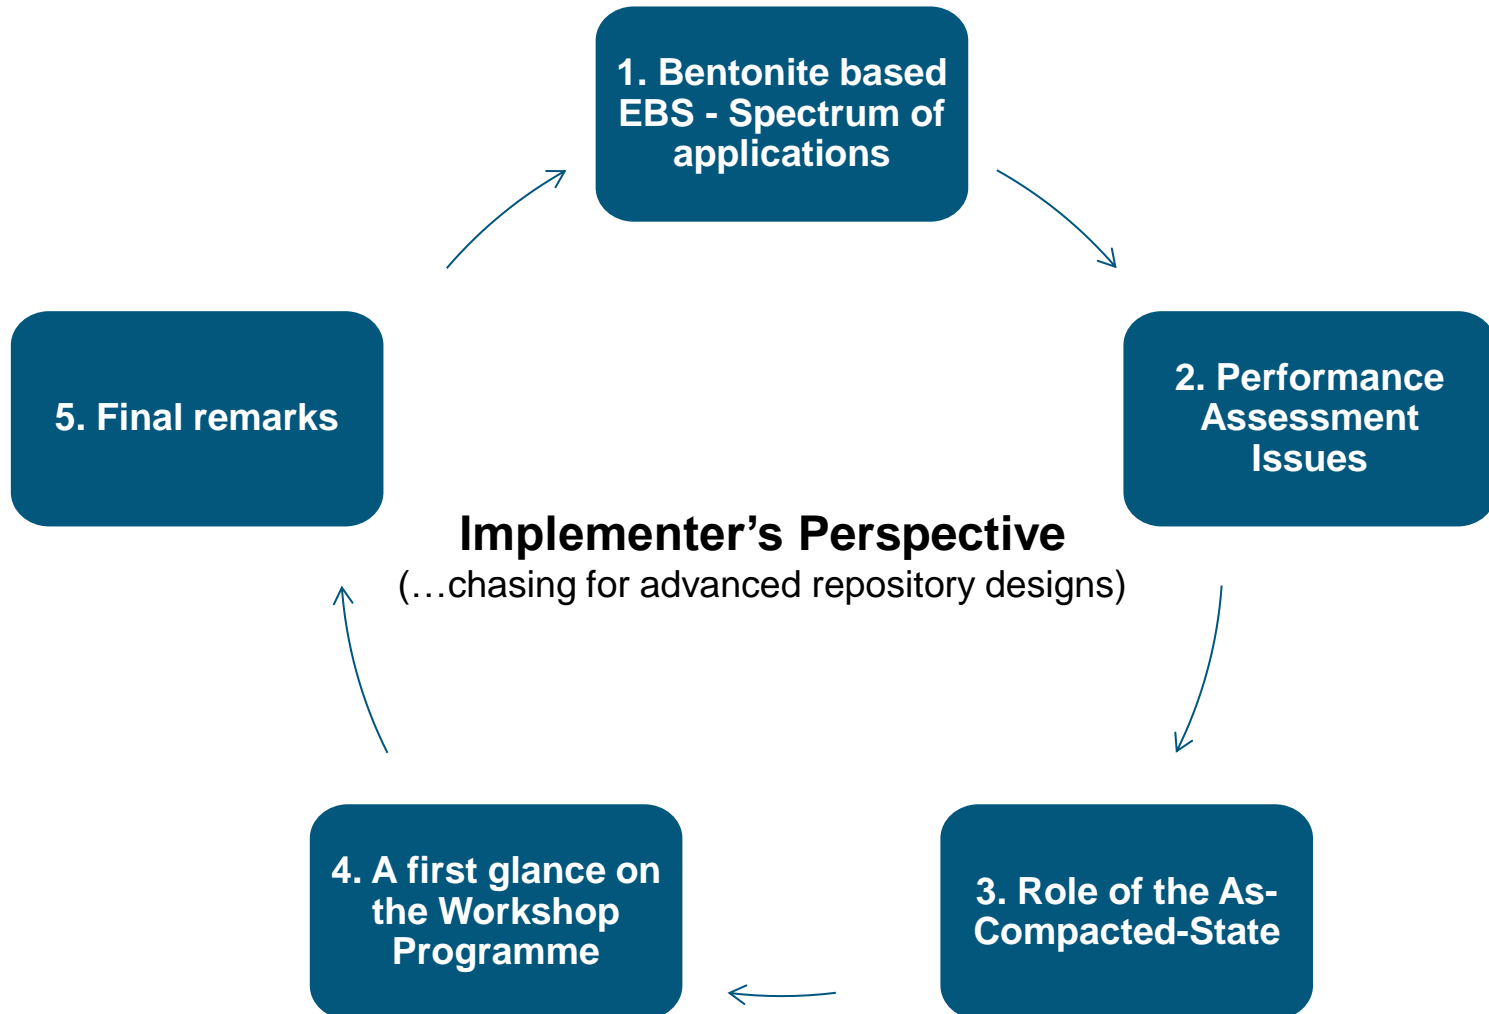 1. Bentonite based
EBS - Spectrum of
applications
2. Performance
Assessment
Issues
3. Role of the As-
Compacted-State
4. A first glance on
the Workshop
Programme
5. Final remarks
Implementer’s Perspective
(…chasing for advanced repository designs)